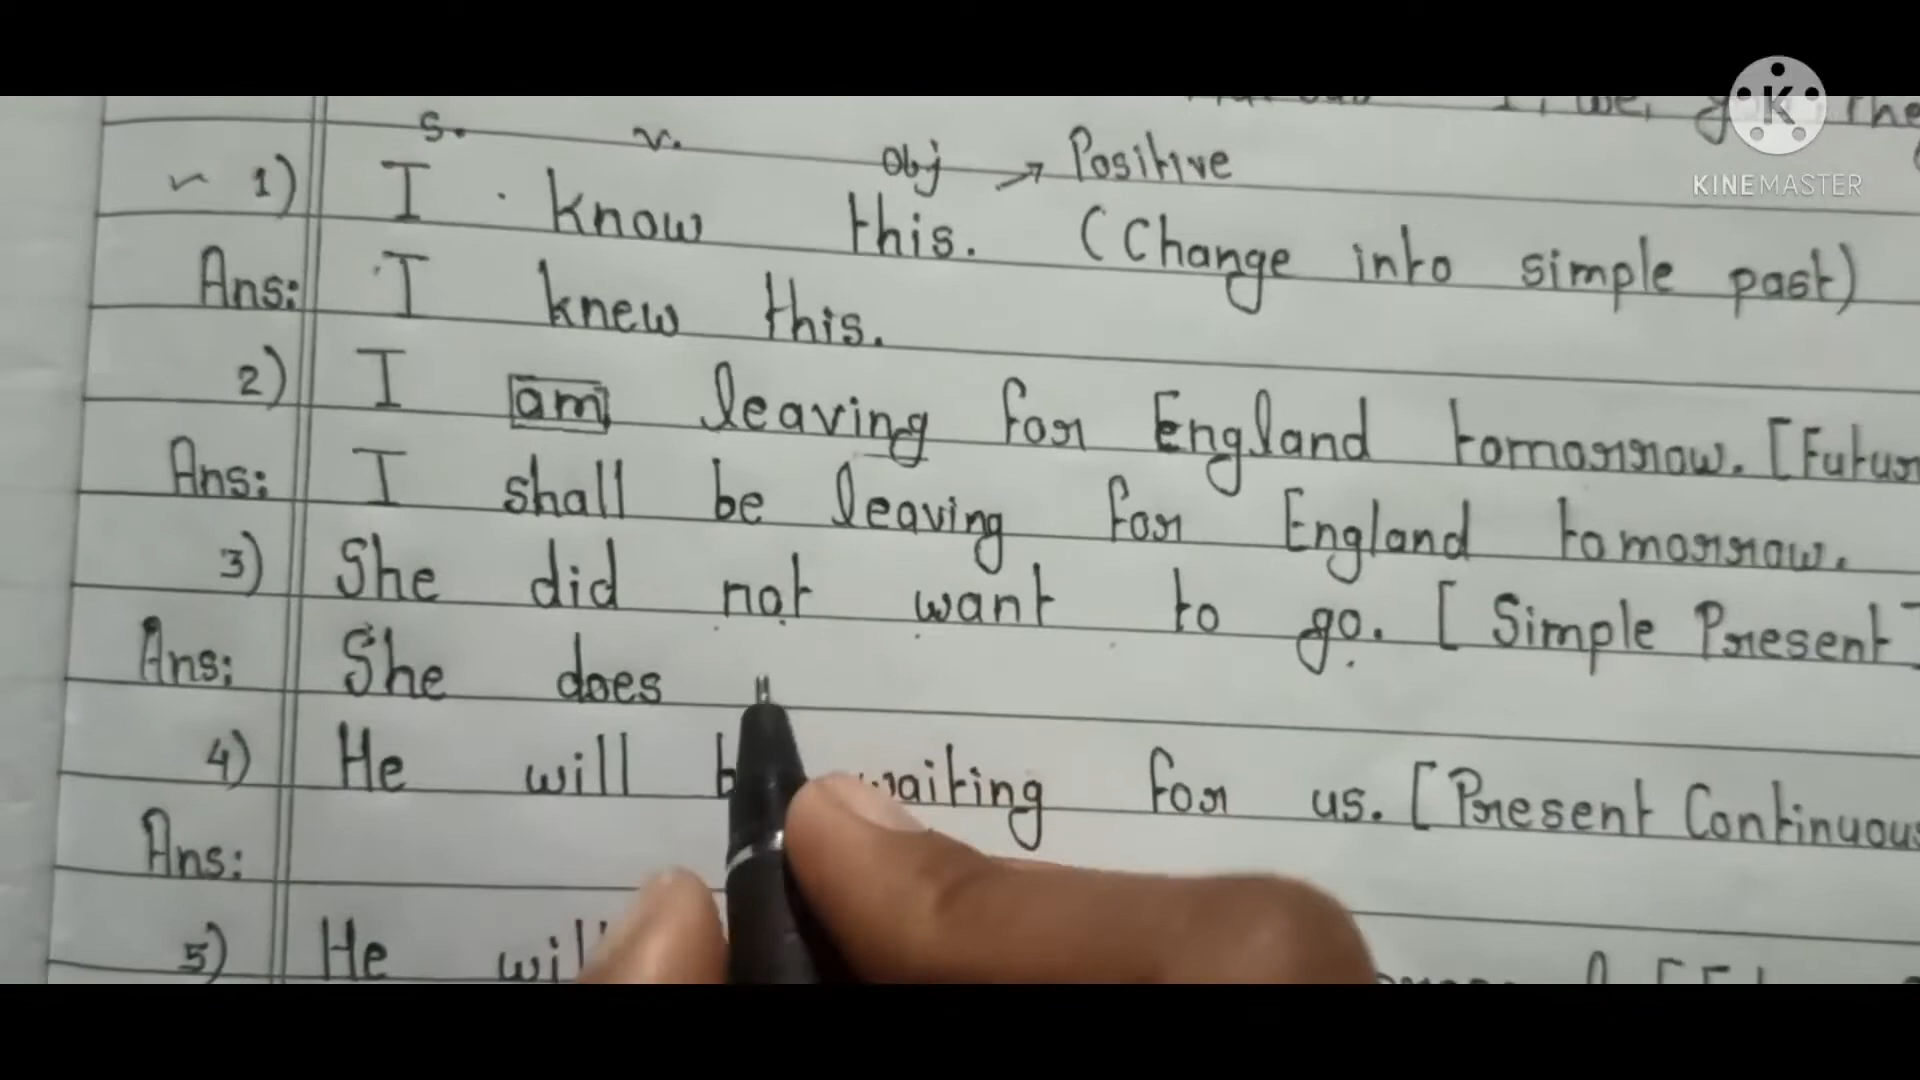 I, we,
s. v. Obj → Positive
1) I know this. (Change into simple past)
Ans: I knew this.
2) I am leaving for England tomorrow. [Futur
Ans: I shall be leaving for England tomorrow.
3) She did not want to go. [Simple Present]
Ans: She does
4) He will waiting for us. [Present Continuous
Ans:
5) He
KINEMASTER